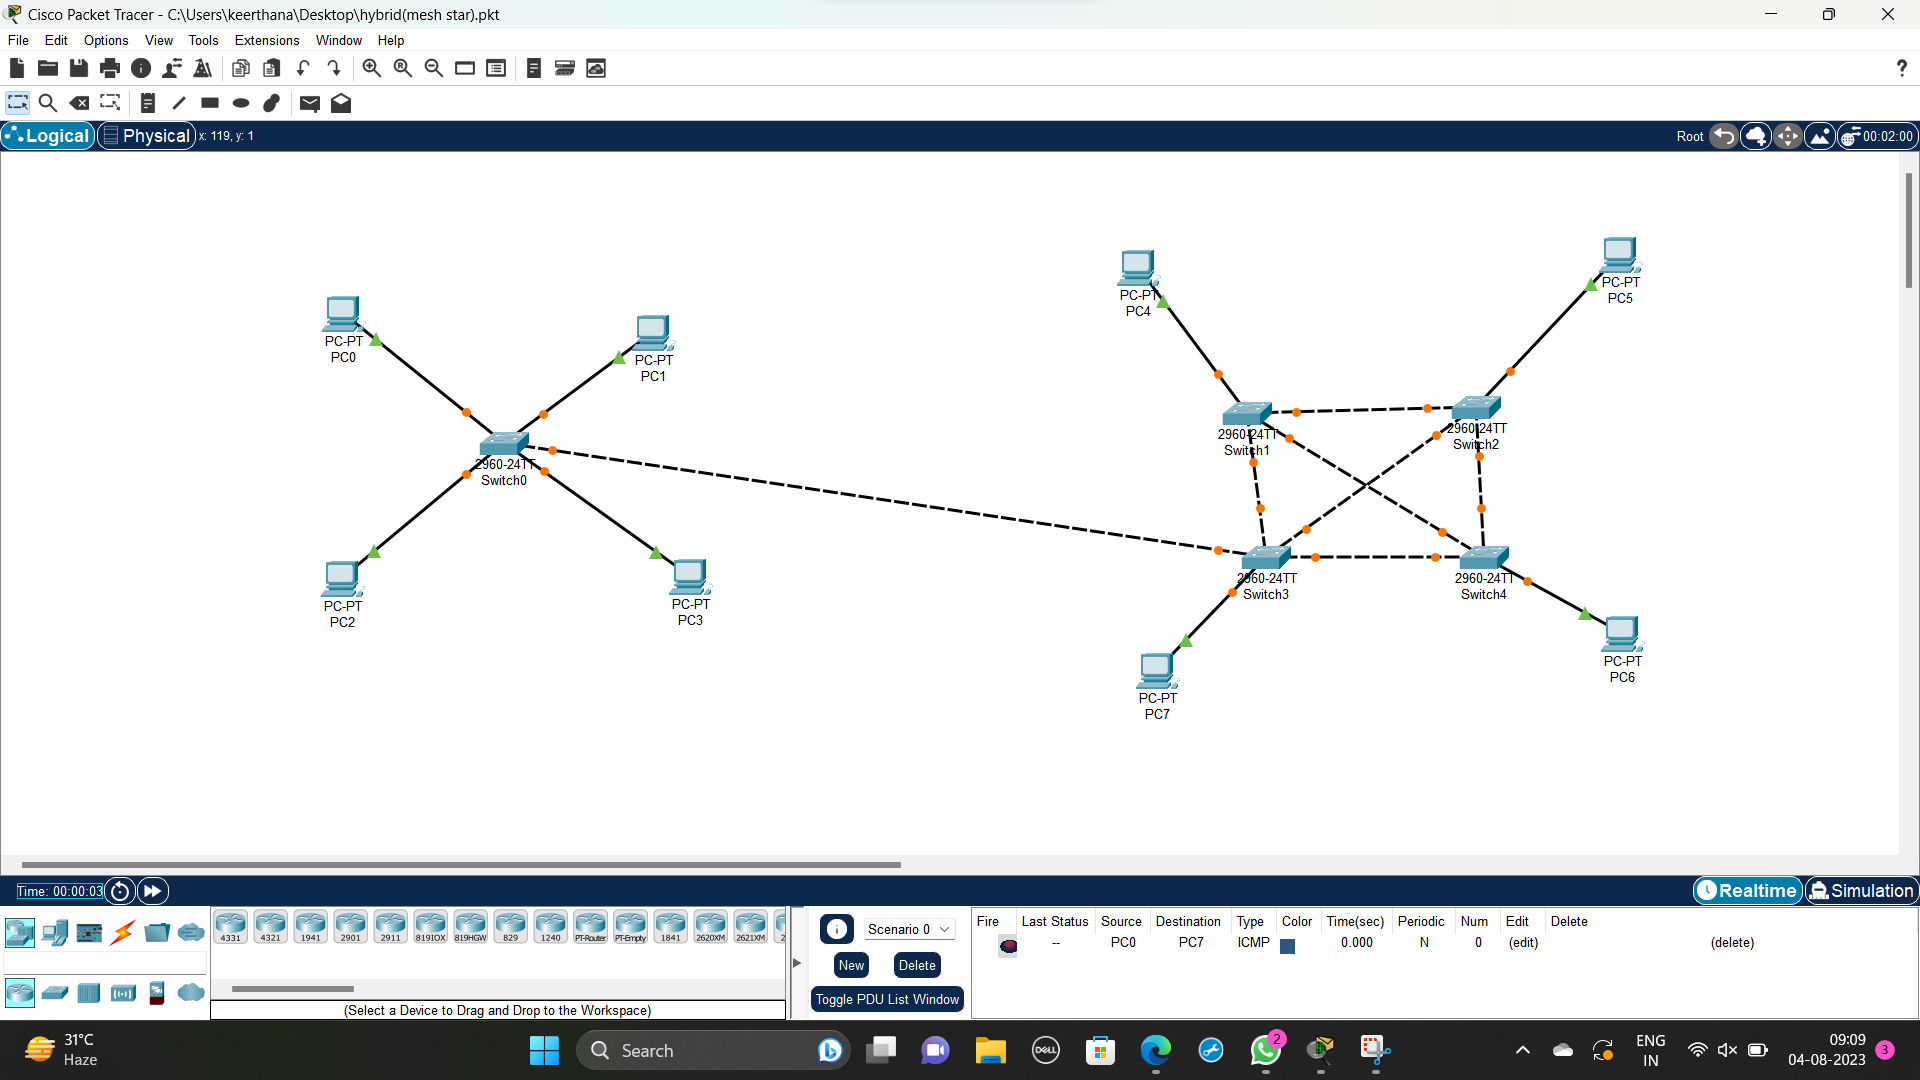 Cisco Packet Tracer - C:\Users\keerthana\Desktop\hybrid(mesh star).pkt
File Edit Options View Tools Extensions Window Help
Logical Physical x: 119, y: 1 Root 00:02:00
PC-PT
PC0
PC-PT
PC1
PC-PT
PC2
PC-PT
PC3
2960-24TT
Switch0
PC-PT
PC4
PC-PT
PC5
2960-24TT
Switch1
2960-24TT
Switch2
2960-24TT
Switch3
2960-24TT
Switch4
PC-PT
PC6
PC-PT
PC7
Time: 00:00:03 Realtime Simulation
4331 4321 1941 2901 2911 819IOX 819HGW 829 1240 PT-Router PT-Empty 1841 2620XM 2621XM 2
(Select a Device to Drag and Drop to the Workspace)
Scenario 0
New Delete
Toggle PDU List Window
Fire Last Status Source Destination Type Color Time(sec) Periodic Num Edit Delete
-- PC0 PC7 ICMP 0.000 N 0 (edit) (delete)
31°C
Haze
Search
DELL
2
ENG
IN
09:09
04-08-2023
3